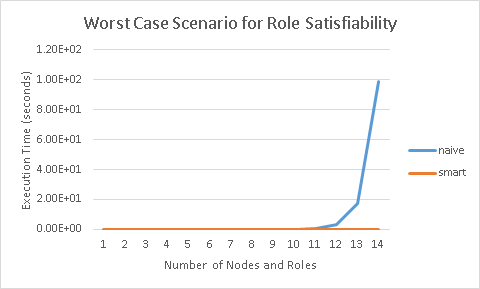 Worst Case Scenario for Role Satisfiability
1.20E+02
1.00E+02
8.00E+01
6.00E+01
4.00E+01
2.00E+01
0.00E+00
Execution Time (seconds)
1 2 3 4 5 6 7 8 9 10 11 12 13 14
Number of Nodes and Roles
naive
smart